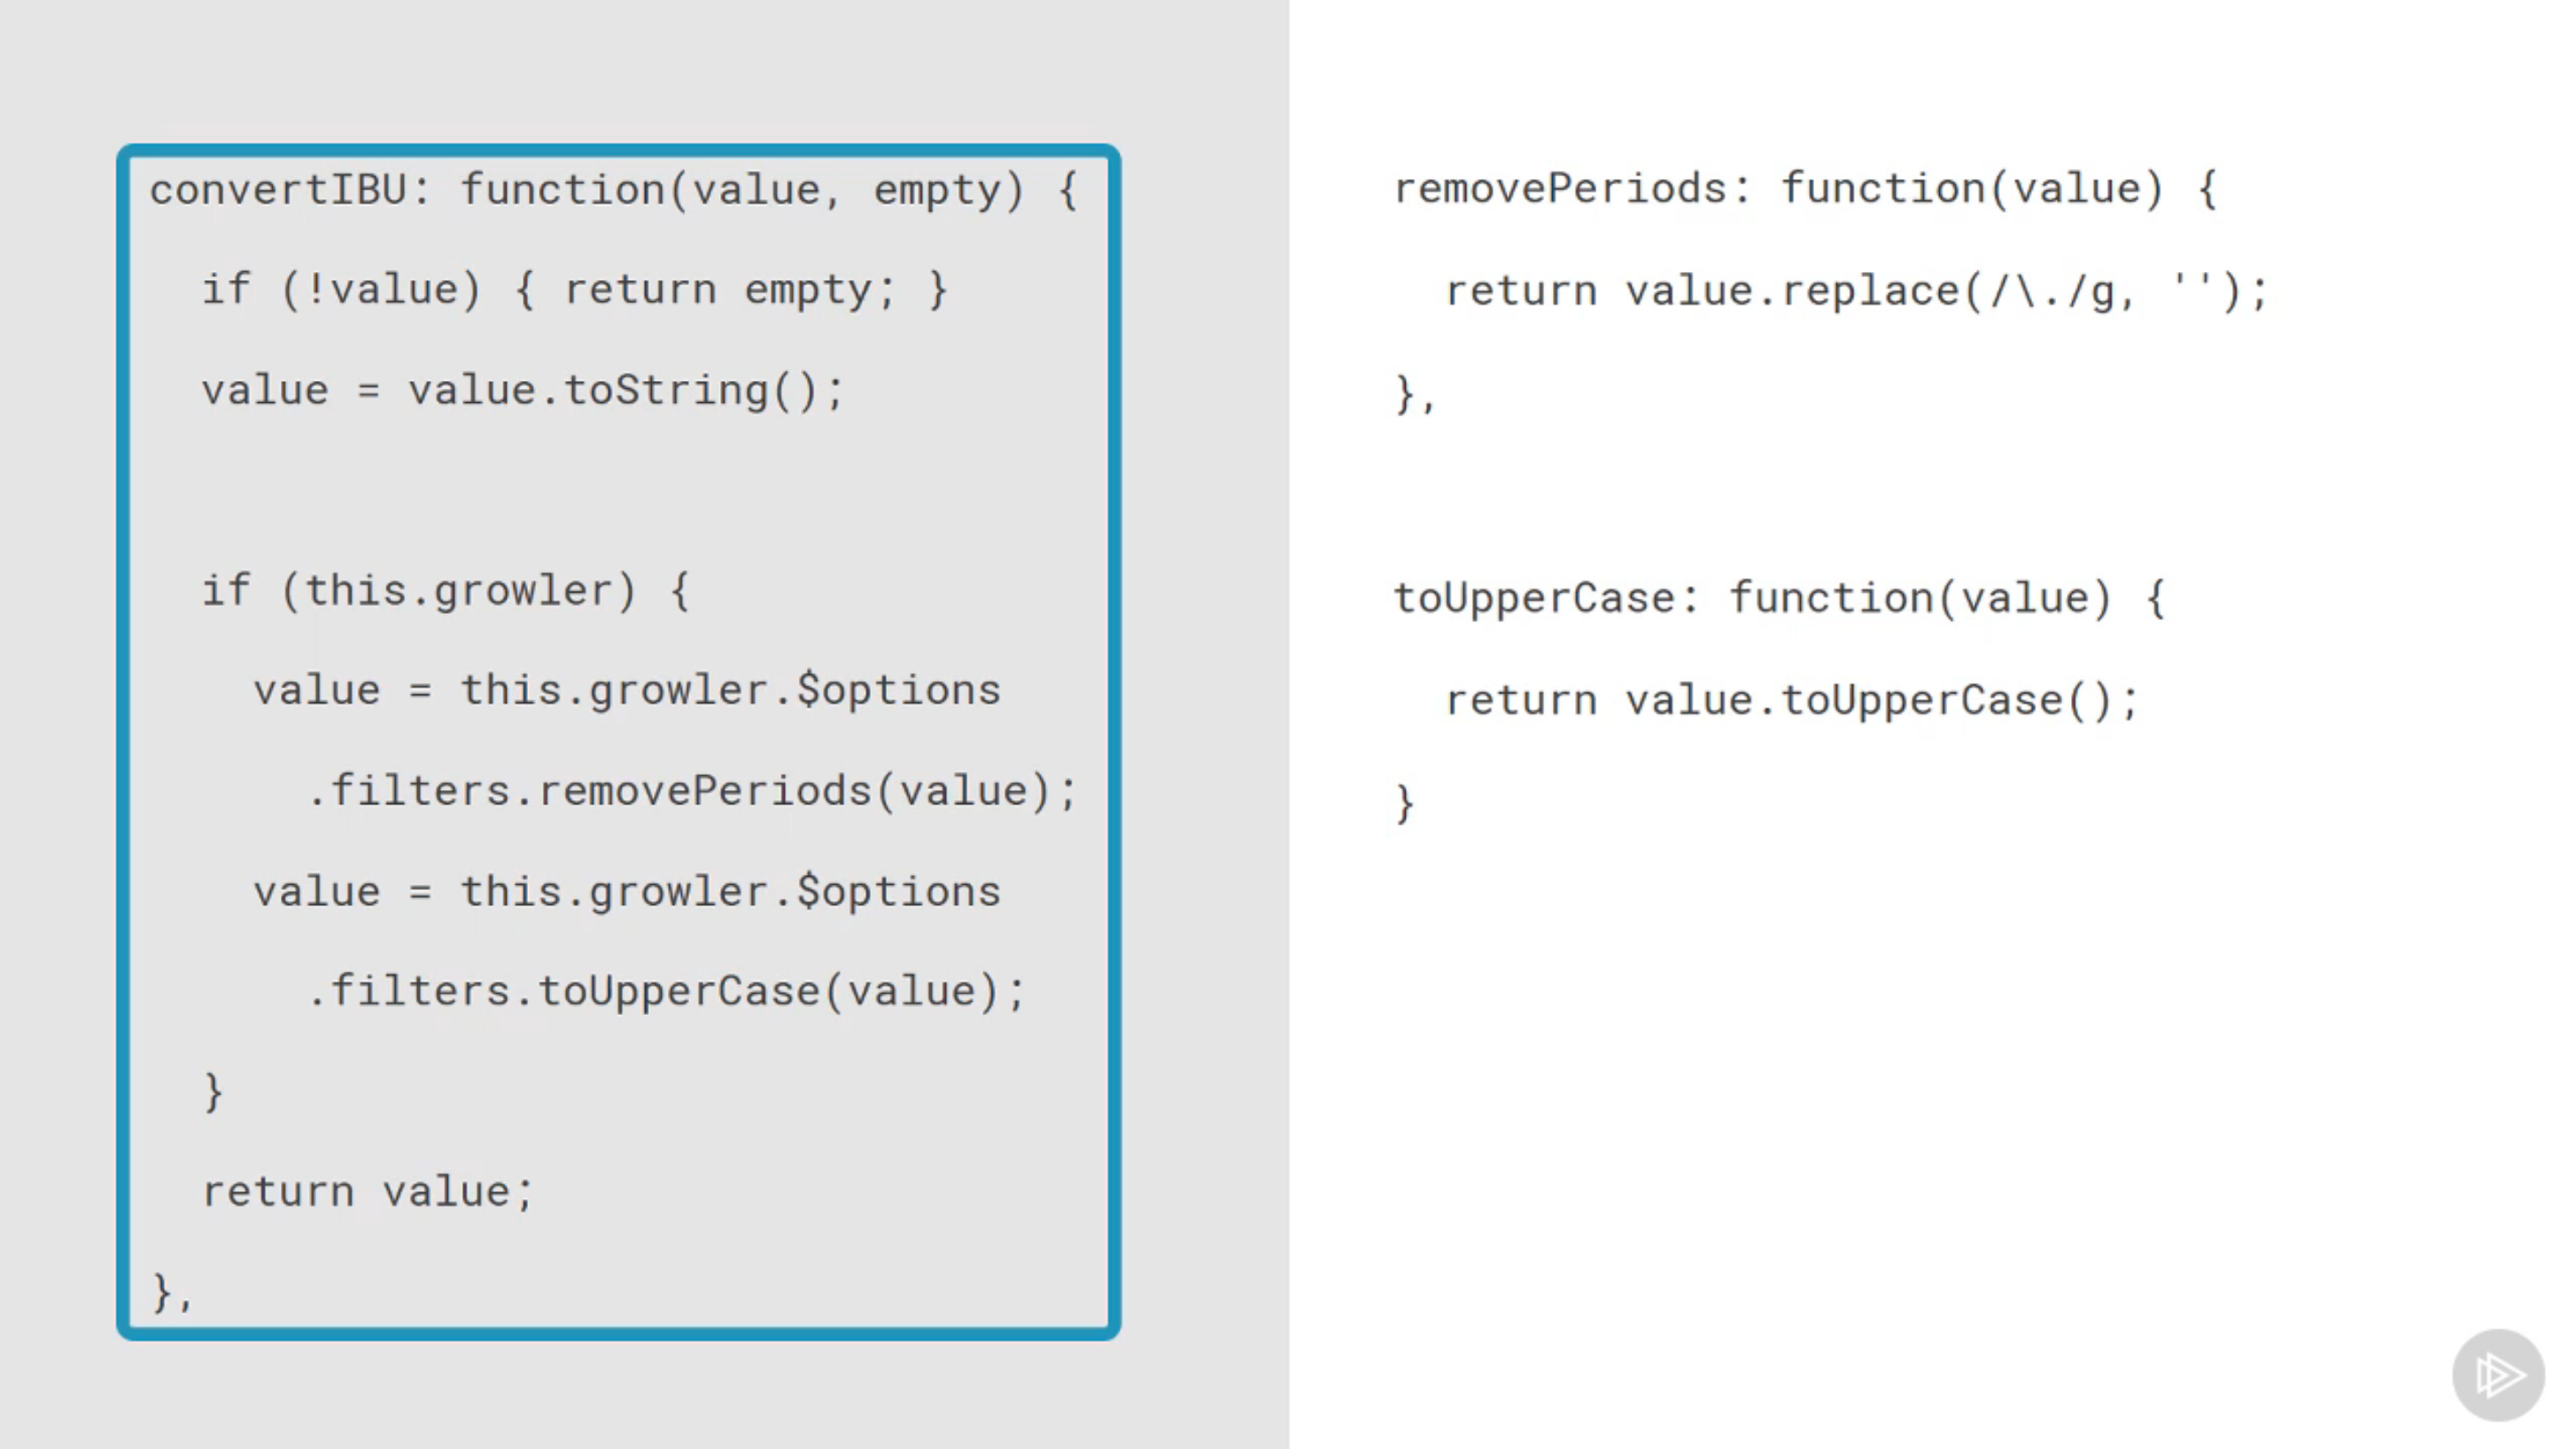 convertIBU: function(value, empty) {
  if (!value) { return empty; }
  value = value.toString();
  if (this.growler) {
    value = this.growler.$options
      .filters.removePeriods(value);
    value = this.growler.$options
      .filters.toUpperCase(value);
  }
  return value;
},
removePeriods: function(value) {
  return value.replace(/\./g, '');
},
toUpperCase: function(value) {
  return value.toUpperCase();
}